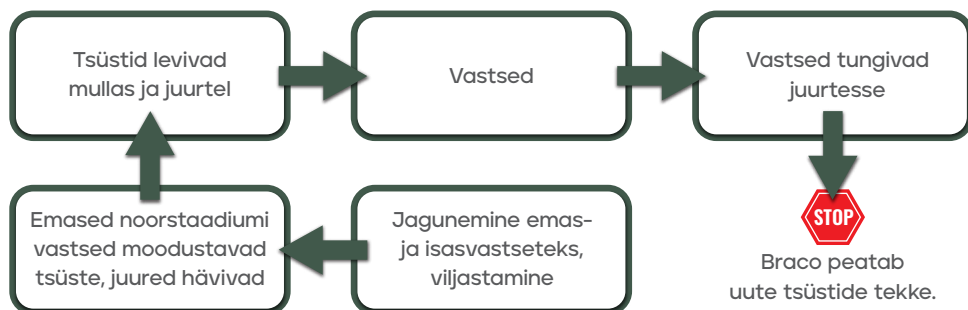 Tsüstid levivad
mullas ja juurtel
Vastsed
Vastsed tungivad
juurtesse
Emased noorstaadiumi
vastsed moodustavad
tsüste, juured hävivad
Jagunemine emas-
ja isasvastseteks,
viljastamine
STOP
Braco peatab
uute tsüstide tekke.